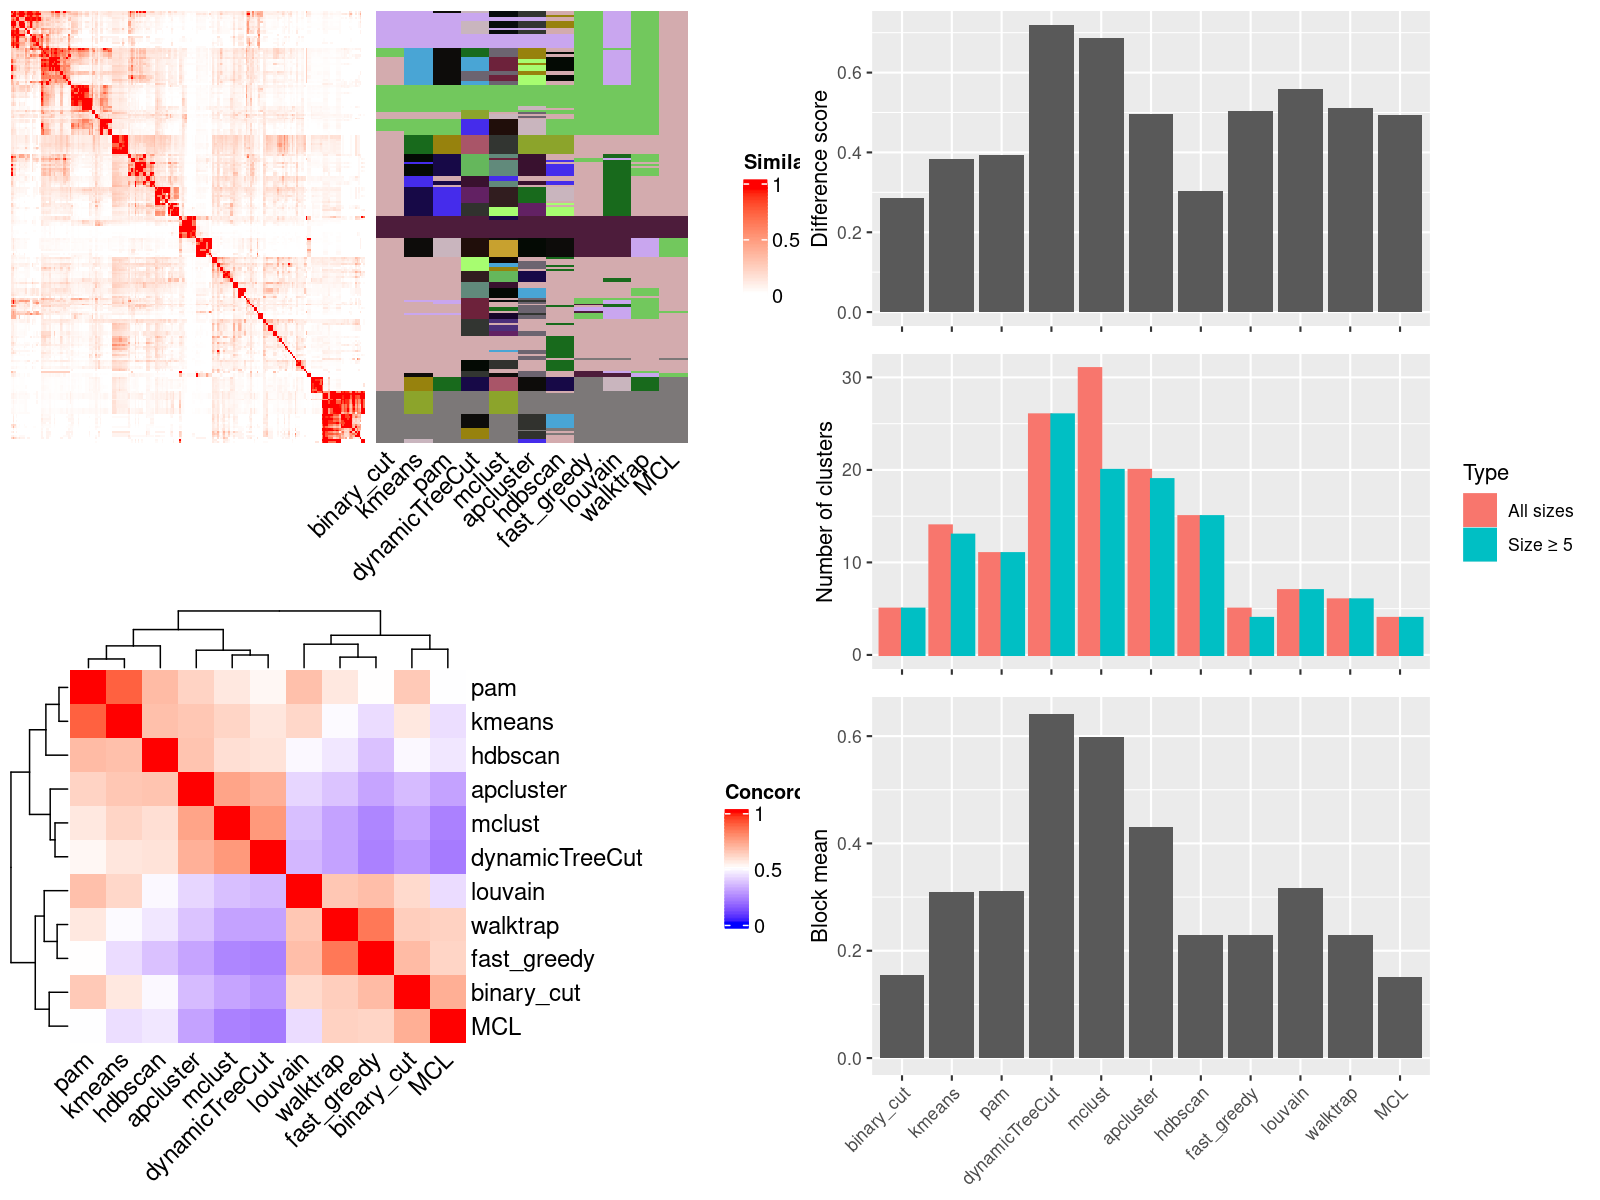 Simila
1
0.5
0
binary_cut
kmeans
pam
dynamicTreeCut
mclust
apcluster
hdbscan
fast_greedy
louvain
walktrap
MCL
pam
kmeans
hdbscan
apcluster
mclust
dynamicTreeCut
louvain
walktrap
fast_greedy
binary_cut
MCL
pam
kmeans
hdbscan
apcluster
mclust
dynamicTreeCut
louvain
walktrap
fast_greedy
binary_cut
MCL
Concord
1
0.5
0
Difference score
0.6
0.4
0.2
0.0
Number of clusters
30
20
10
0
Type
All sizes
Size ≥ 5
Block mean
0.6
0.4
0.2
0.0
binary_cut
kmeans
pam
dynamicTreeCut
mclust
apcluster
hdbscan
fast_greedy
louvain
walktrap
MCL